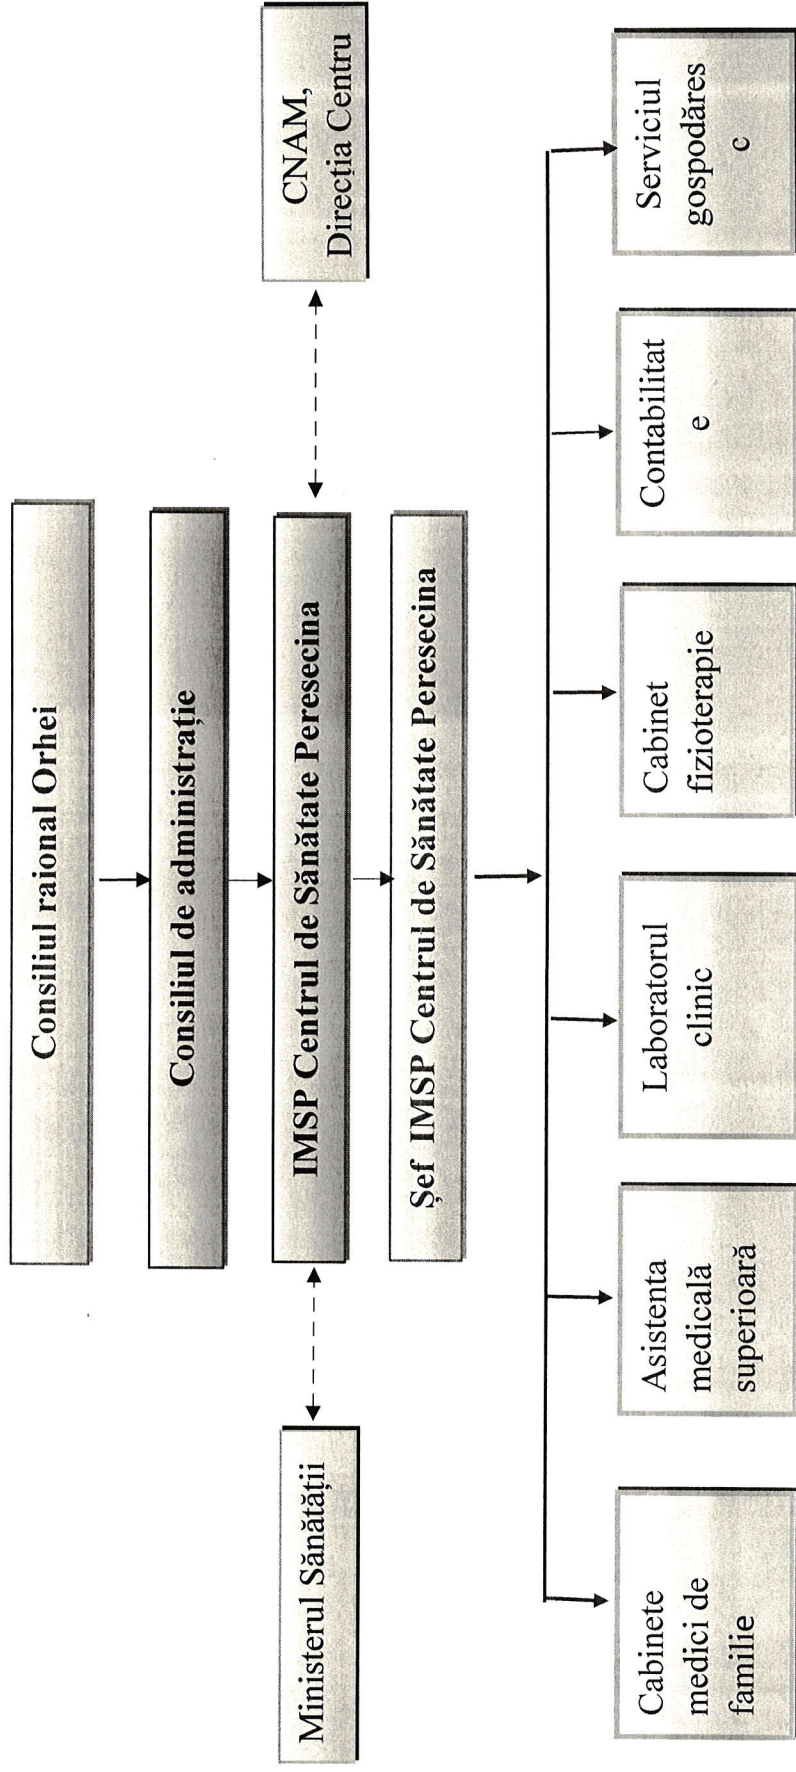 Consiliul raional Orhei
Consiliul de administrație
Ministerul Sănătății
IMSP Centrul de Sănătate Peresecina
CNAM,
Direcția Centru
Șef IMSP Centrul de Sănătate Peresecina
Cabinete
medici de
familie
Asistenta
medicală
superioară
Laboratorul
clinic
Cabinet
fizioterapie
Contabilitat
e
Serviciul
gospodăres
c